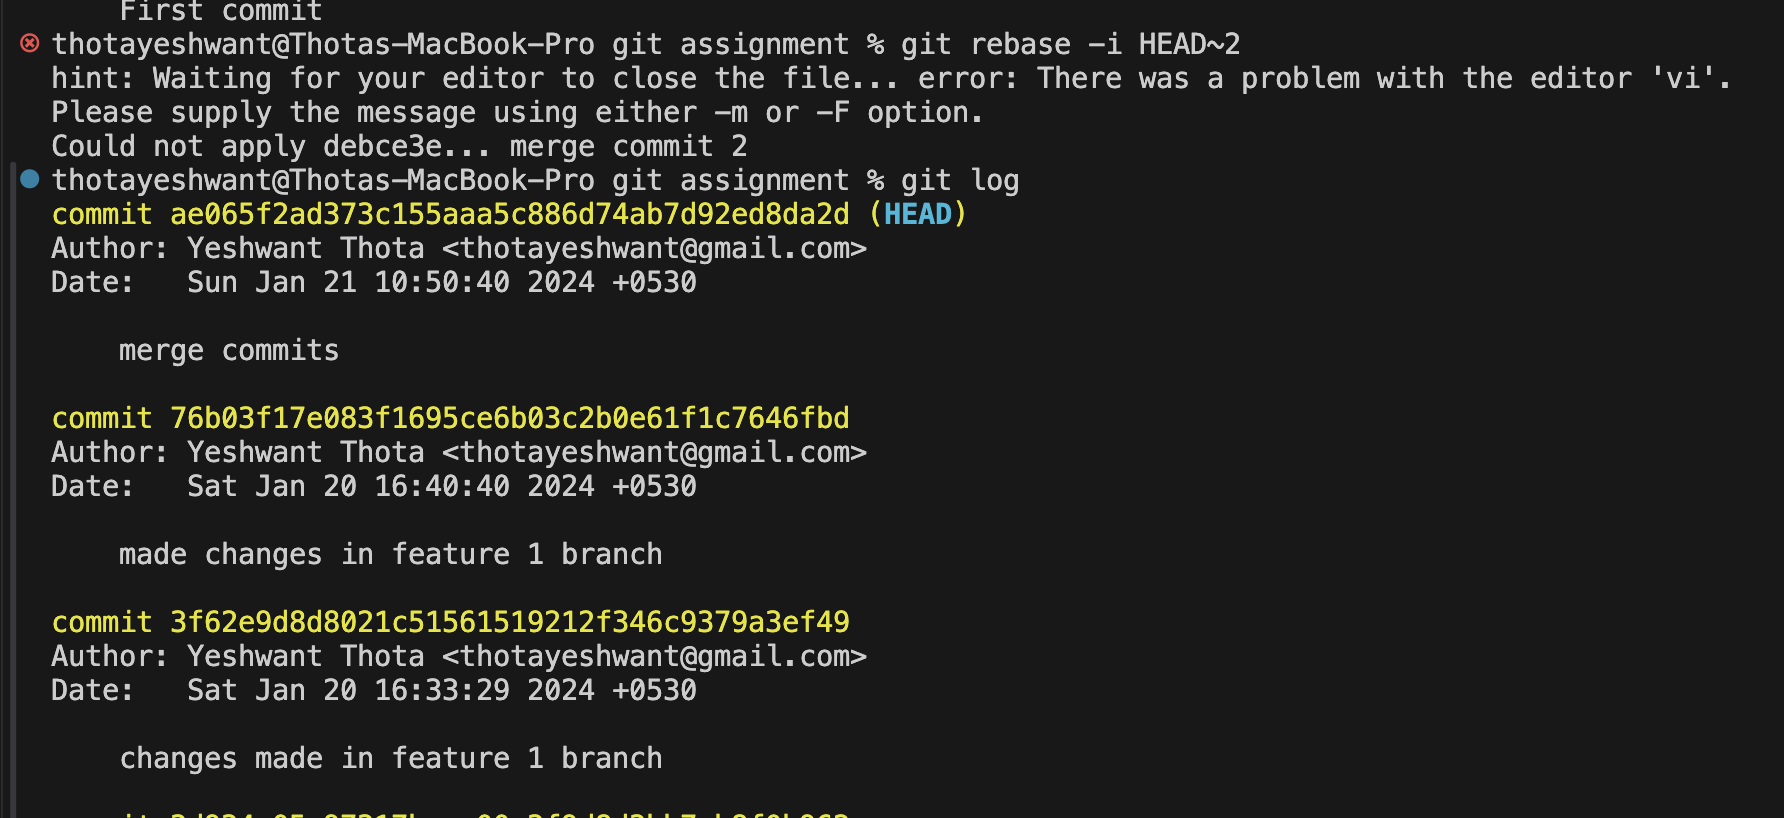 First commit
thotayeshwant@Thotas-MacBook-Pro git assignment % git rebase -i HEAD~2
hint: Waiting for your editor to close the file... error: There was a problem with the editor 'vi'.
Please supply the message using either -m or -F option.
Could not apply debce3e... merge commit 2
thotayeshwant@Thotas-MacBook-Pro git assignment % git log
commit ae065f2ad373c155aaa5c886d74ab7d92ed8da2d (HEAD)
Author: Yeshwant Thota <thotayeshwant@gmail.com>
Date:   Sun Jan 21 10:50:40 2024 +0530
merge commits
commit 76b03f17e083f1695ce6b03c2b0e61f1c7646fbd
Author: Yeshwant Thota <thotayeshwant@gmail.com>
Date:   Sat Jan 20 16:40:40 2024 +0530
made changes in feature 1 branch
commit 3f62e9d8d8021c51561519212f346c9379a3ef49
Author: Yeshwant Thota <thotayeshwant@gmail.com>
Date:   Sat Jan 20 16:33:29 2024 +0530
changes made in feature 1 branch